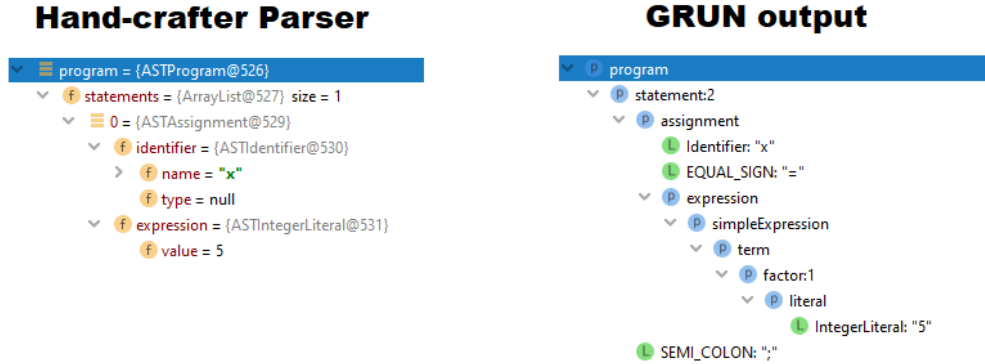 Hand-crafter Parser
program = {ASTProgram@526}
f statements = {ArrayList@527} size = 1
0 = {ASTAssignment@529}
f identifier = {ASTIdentifier@530}
f name = "x"
f type = null
f expression = {ASTIntegerLiteral@531}
f value = 5
GRUN output
P program
P statement:2
P assignment
L Identifier: "x"
L EQUAL_SIGN: "="
P expression
P simpleExpression
P term
P factor:1
P literal
L IntegerLiteral: "5"
L SEMI_COLON: ";"